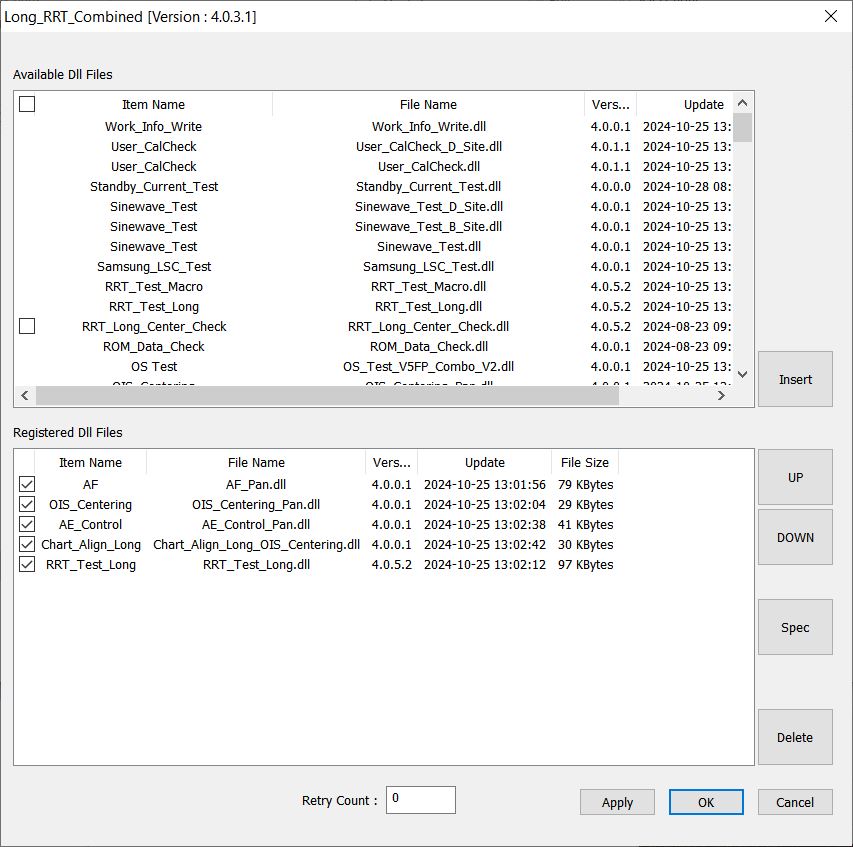 Long_RRT_Combined [Version : 4.0.3.1]
Available Dll Files
Item Name File Name Vers... Update
Work_Info_Write Work_Info_Write.dll 4.0.0.1 2024-10-25 13:
User_CalCheck User_CalCheck_D_Site.dll 4.0.1.1 2024-10-25 13:
User_CalCheck User_CalCheck.dll 4.0.1.1 2024-10-25 13:
Standby_Current_Test Standby_Current_Test.dll 4.0.0.0 2024-10-28 08:
Sinewave_Test Sinewave_Test_D_Site.dll 4.0.0.1 2024-10-25 13:
Sinewave_Test Sinewave_Test_B_Site.dll 4.0.0.1 2024-10-25 13:
Sinewave_Test Sinewave_Test.dll 4.0.0.1 2024-10-25 13:
Samsung_LSC_Test Samsung_LSC_Test.dll 4.0.0.1 2024-10-25 13:
RRT_Test_Macro RRT_Test_Macro.dll 4.0.5.2 2024-10-25 13:
RRT_Test_Long RRT_Test_Long.dll 4.0.5.2 2024-10-25 13:
RRT_Long_Center_Check RRT_Long_Center_Check.dll 4.0.5.2 2024-08-23 09:
ROM_Data_Check ROM_Data_Check.dll 4.0.0.1 2024-08-23 09:
OS Test OS_Test_V5FP_Combo_V2.dll 4.0.0.1 2024-10-25 13:
OIS_Centering OIS_Centering_Pan.dll 4.0.0.1 2024-10-25 13:
Insert
Registered Dll Files
Item Name File Name Vers... Update File Size
AF AF_Pan.dll 4.0.0.1 2024-10-25 13:01:56 79 KBytes
OIS_Centering OIS_Centering_Pan.dll 4.0.0.1 2024-10-25 13:02:04 29 KBytes
AE_Control AE_Control_Pan.dll 4.0.0.1 2024-10-25 13:02:38 41 KBytes
Chart_Align_Long Chart_Align_Long_OIS_Centering.dll 4.0.0.1 2024-10-25 13:02:42 30 KBytes
RRT_Test_Long RRT_Test_Long.dll 4.0.5.2 2024-10-25 13:02:12 97 KBytes
UP
DOWN
Spec
Delete
Retry Count : 0
Apply OK Cancel